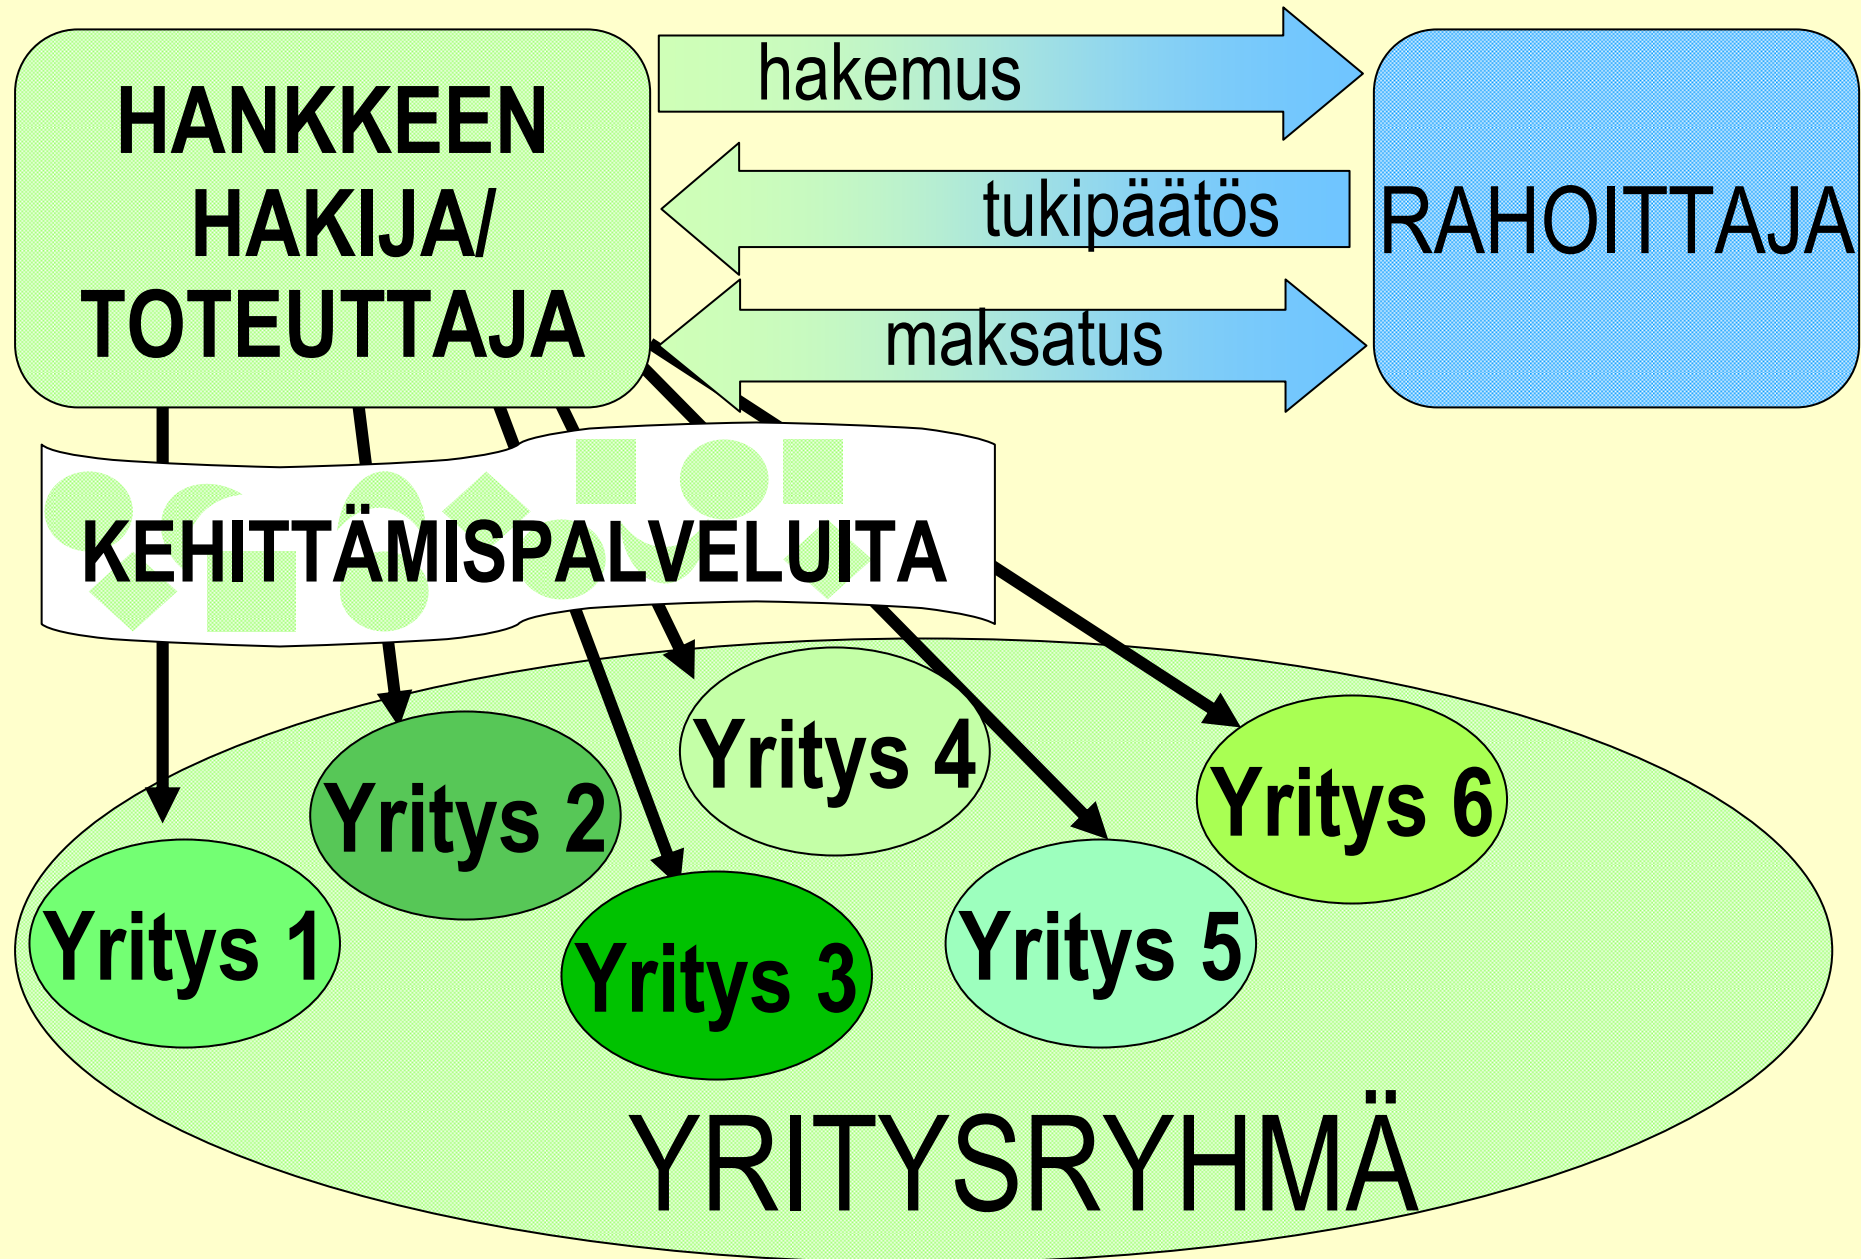 HANKKEEN
HAKIJA/
TOTEUTTAJA
hakemus
tukipäätös
maksatus
RAHOITTAJA
KEHITTÄMISPALVELUITA
Yritys 1
Yritys 2
Yritys 3
Yritys 4
Yritys 5
Yritys 6
YRITYSRYHMÄ